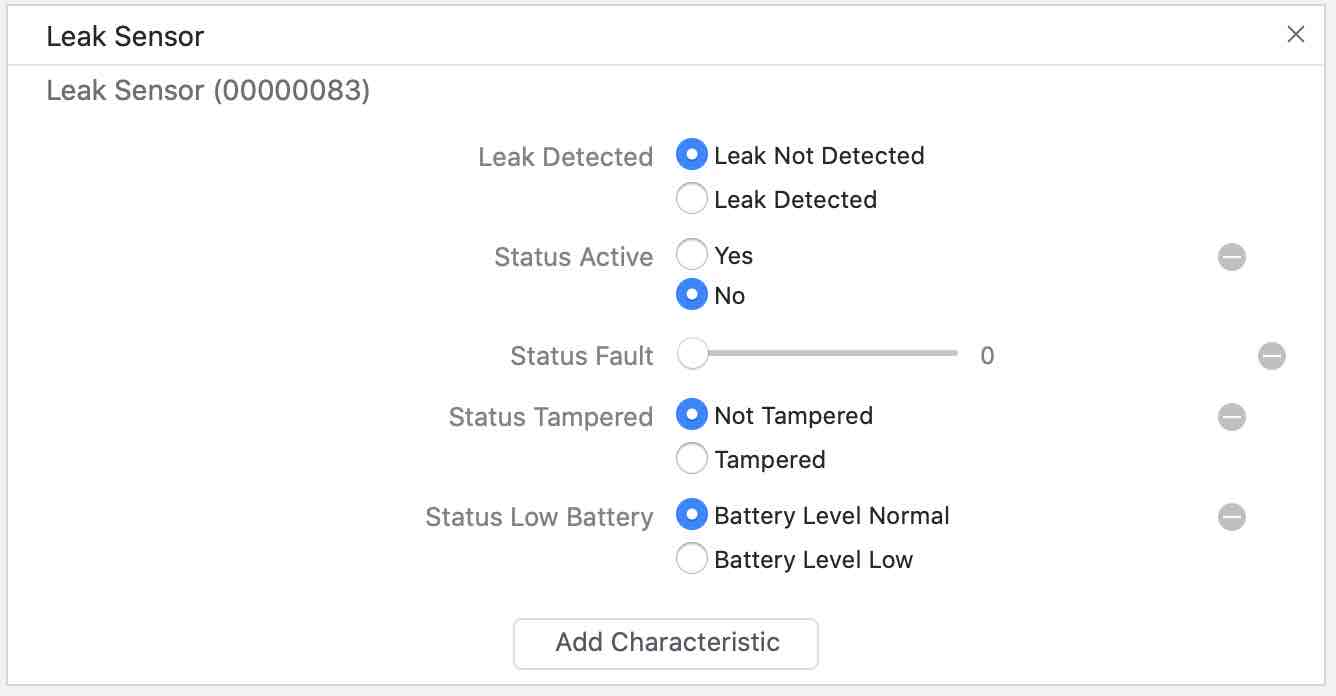 Leak Sensor
Leak Sensor (00000083)
Leak Detected Leak Not Detected
Leak Detected
Status Active Yes
No
Status Fault 0
Status Tampered Not Tampered
Tampered
Status Low Battery Battery Level Normal
Battery Level Low
Add Characteristic